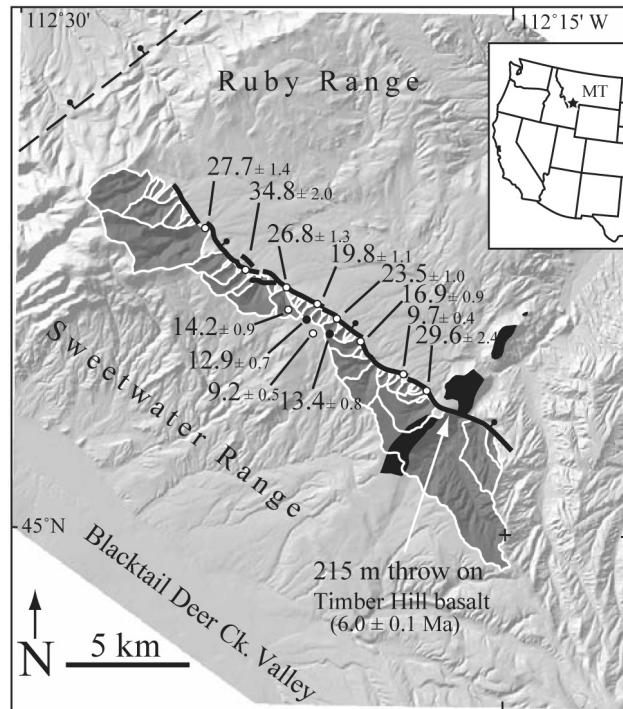 112°30'
112°15' W
Ruby Range
MT
27.7 ± 1.4
34.8 ± 2.0
26.8 ± 1.3
19.8 ± 1.1
23.5 ± 1.0
16.9 ± 0.9
9.7 ± 0.4
29.6 ± 2.4
14.2 ± 0.9
12.9 ± 0.7
9.2 ± 0.5
13.4 ± 0.8
Sweetwater Range
45°N
Blacktail Deer Ck. Valley
215 m throw on
Timber Hill basalt
(6.0 ± 0.1 Ma)
N
5 km